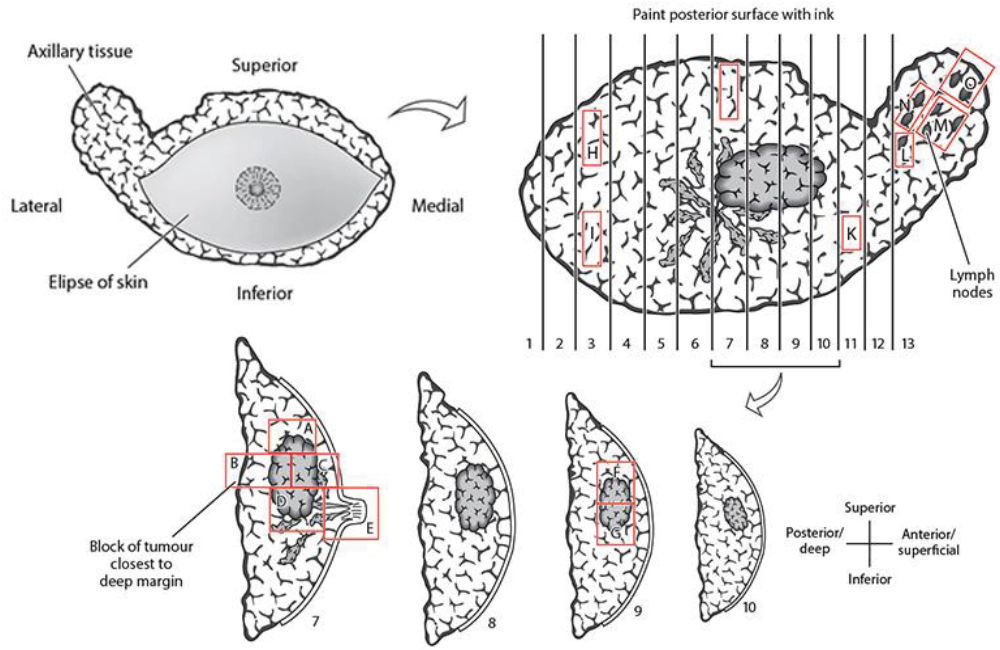 Paint posterior surface with ink
Axillary tissue
Superior
Lateral
Medial
Elipse of skin
Inferior
H
I
J
K
L
M
N
O
Lymph
nodes
1 2 3 4 5 6 7 8 9 10 11 12 13
A
B
C
D
E
F
G
Block of tumour
closest to
deep margin
7
8
9
10
Superior
Posterior/
deep
Anterior/
superficial
Inferior